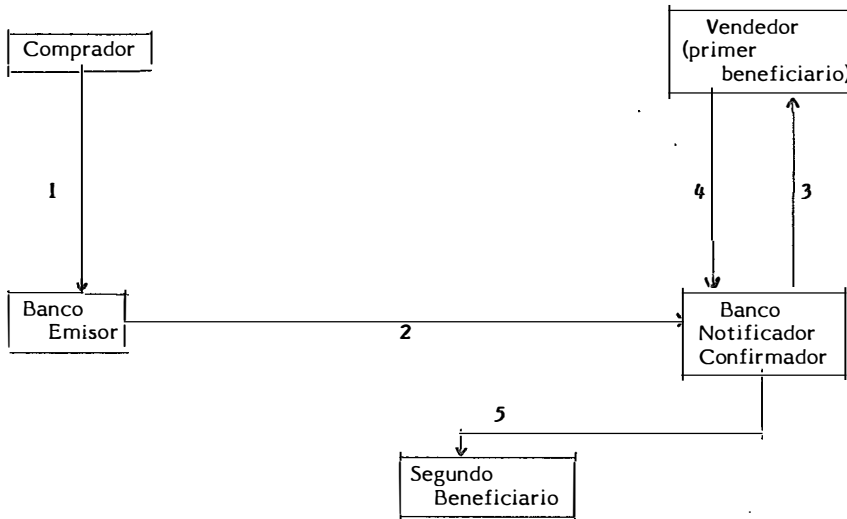 Comprador
Vendedor
(primer
beneficiario)
1
4
3
Banco
Emisor
2
Banco
Notificador
Confirmador
5
Segundo
Beneficiario